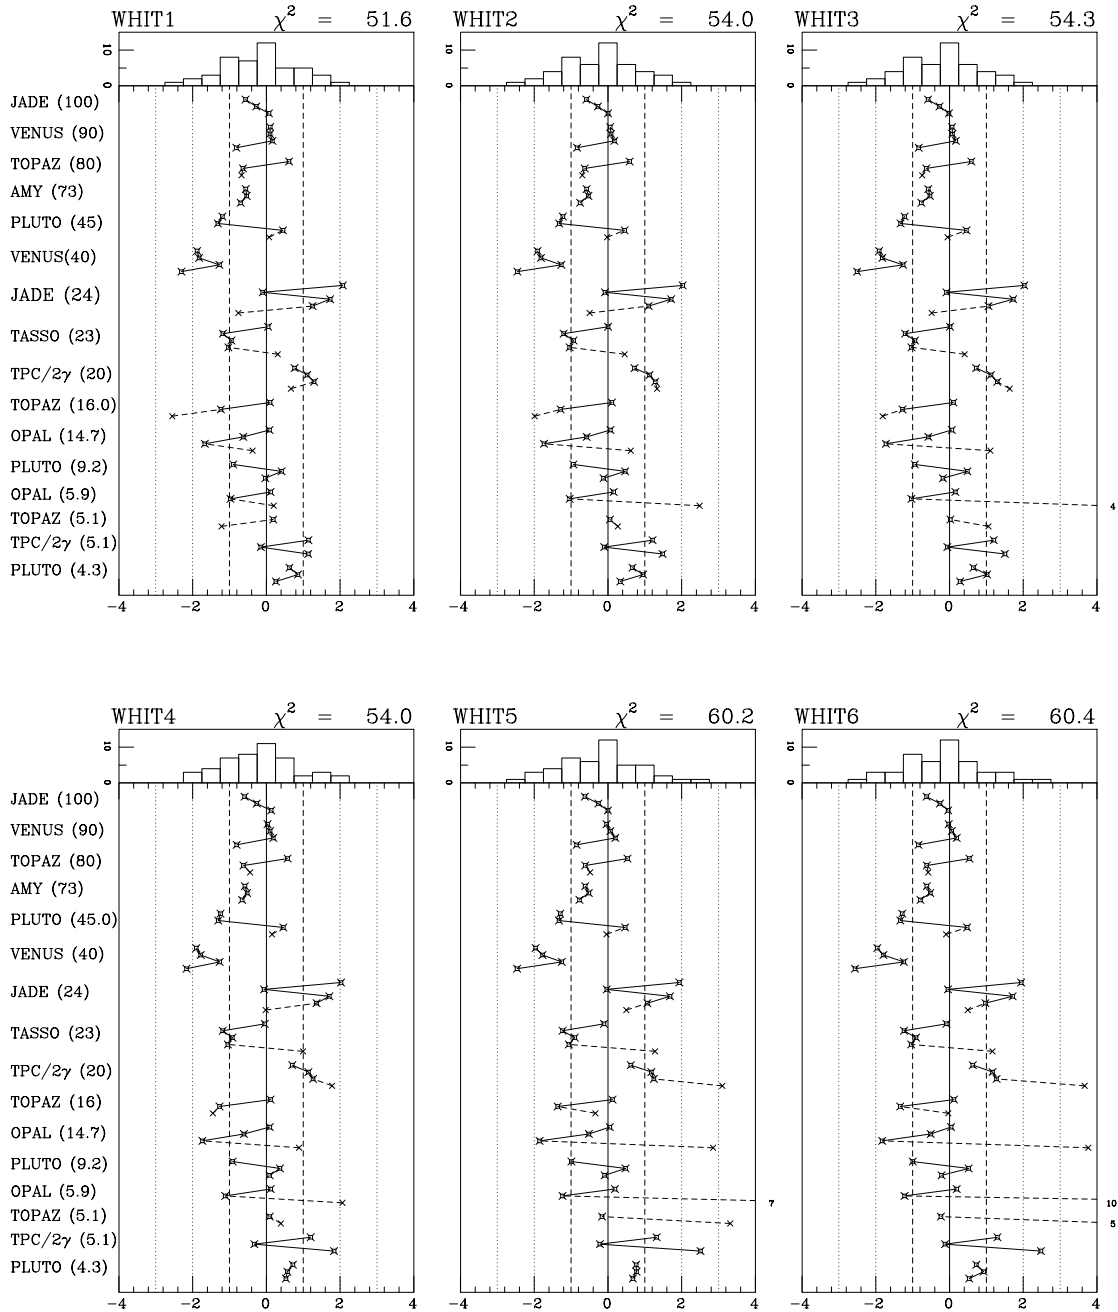 WHIT1 χ² = 51.6 WHIT2 χ² = 54.0 WHIT3 χ² = 54.3
10 10 10
0 0 0
JADE (100)
VENUS (90)
TOPAZ (80)
AMY (73)
PLUTO (45)
VENUS(40)
JADE (24)
TASSO (23)
TPC/2γ (20)
TOPAZ (16.0)
OPAL (14.7)
PLUTO (9.2)
OPAL (5.9) 4
TOPAZ (5.1)
TPC/2γ (5.1)
PLUTO (4.3)
−4 −2 0 2 4 −4 −2 0 2 4 −4 −2 0 2 4
WHIT4 χ² = 54.0 WHIT5 χ² = 60.2 WHIT6 χ² = 60.4
10 10 10
0 0 0
JADE (100)
VENUS (90)
TOPAZ (80)
AMY (73)
PLUTO (45.0)
VENUS (40)
JADE (24)
TASSO (23)
TPC/2γ (20)
TOPAZ (16)
OPAL (14.7)
PLUTO (9.2)
OPAL (5.9) 7 10
TOPAZ (5.1) 5
TPC/2γ (5.1)
PLUTO (4.3)
−4 −2 0 2 4 −4 −2 0 2 4 −4 −2 0 2 4